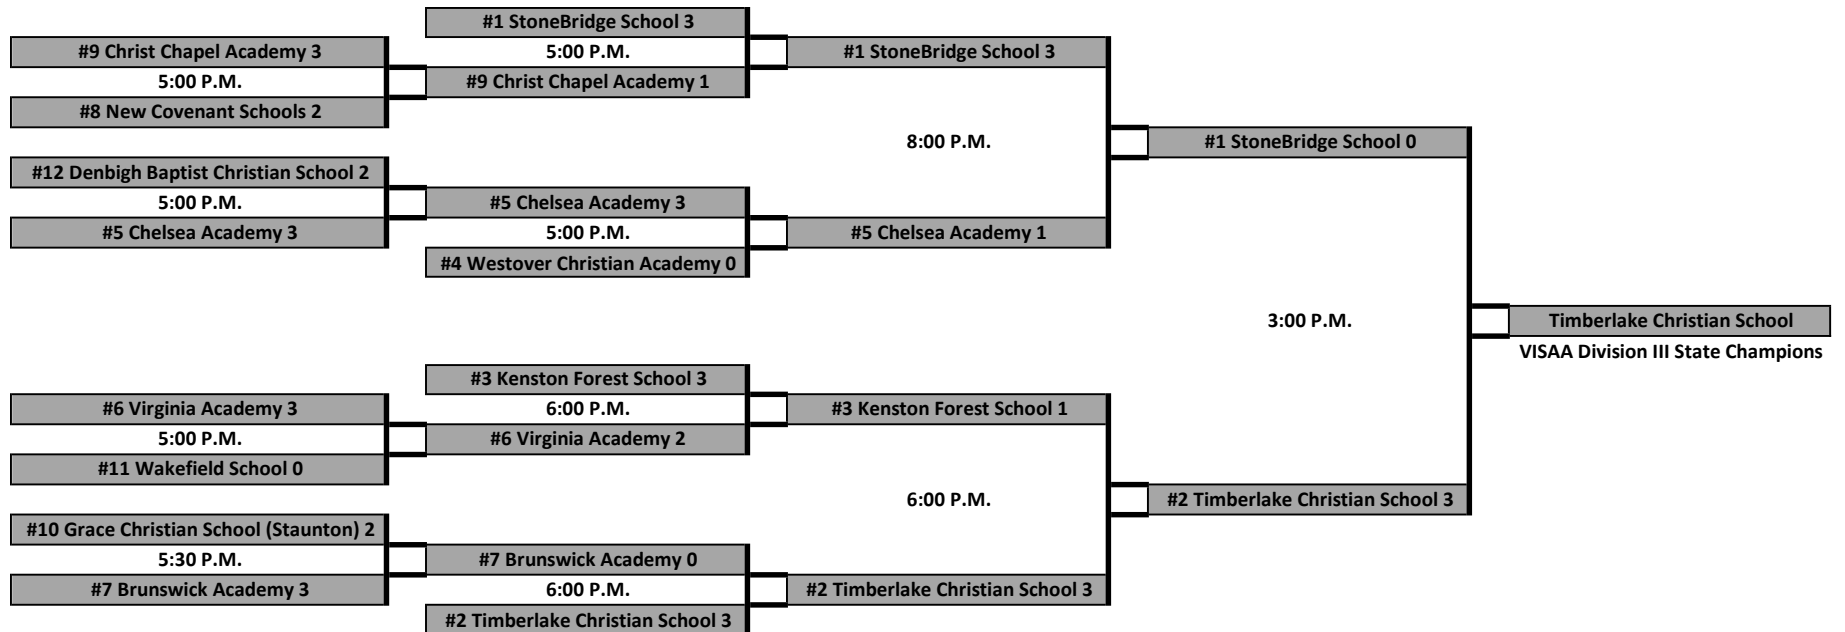 #9 Christ Chapel Academy 3
5:00 P.M.
#8 New Covenant Schools 2
#12 Denbigh Baptist Christian School 2
5:00 P.M.
#5 Chelsea Academy 3
#6 Virginia Academy 3
5:00 P.M.
#11 Wakefield School 0
#10 Grace Christian School (Staunton) 2
5:30 P.M.
#7 Brunswick Academy 3
#1 StoneBridge School 3
5:00 P.M.
#9 Christ Chapel Academy 1
#5 Chelsea Academy 3
5:00 P.M.
#4 Westover Christian Academy 0
#3 Kenston Forest School 3
6:00 P.M.
#6 Virginia Academy 2
#7 Brunswick Academy 0
6:00 P.M.
#2 Timberlake Christian School 3
#1 StoneBridge School 3
8:00 P.M.
#5 Chelsea Academy 1
#3 Kenston Forest School 1
6:00 P.M.
#2 Timberlake Christian School 3
#1 StoneBridge School 0
3:00 P.M.
#2 Timberlake Christian School 3
Timberlake Christian School
VISAA Division III State Champions